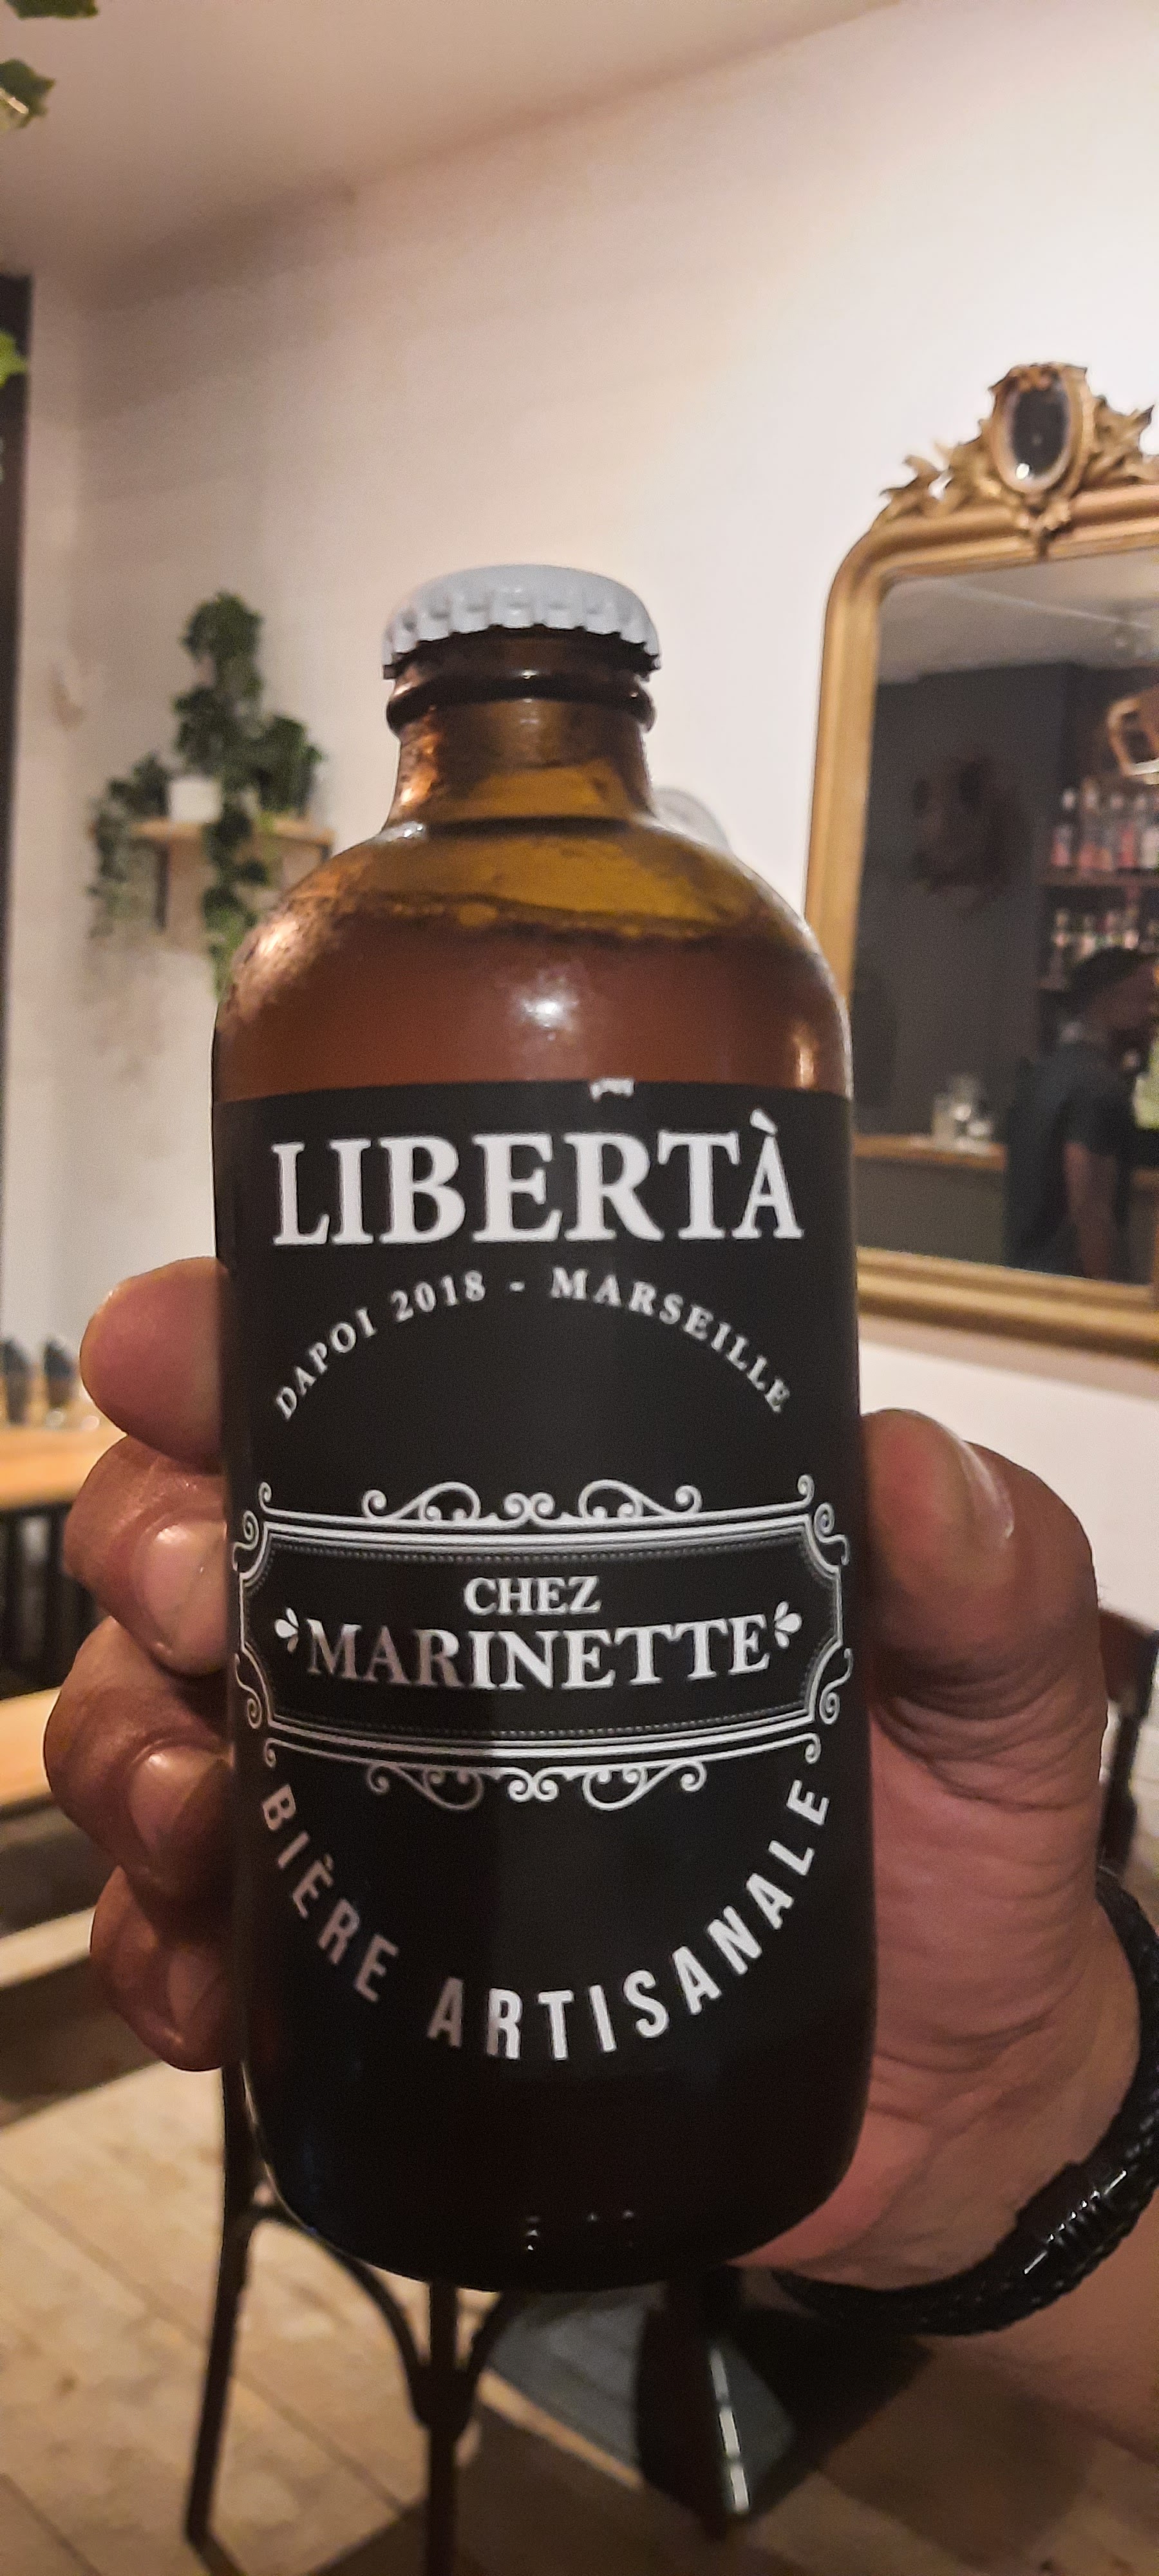 LIBERTÀ
DAPOI 2018 - MARSEILLE
CHEZ
MARINETTE
BIÈRE ARTISANALE